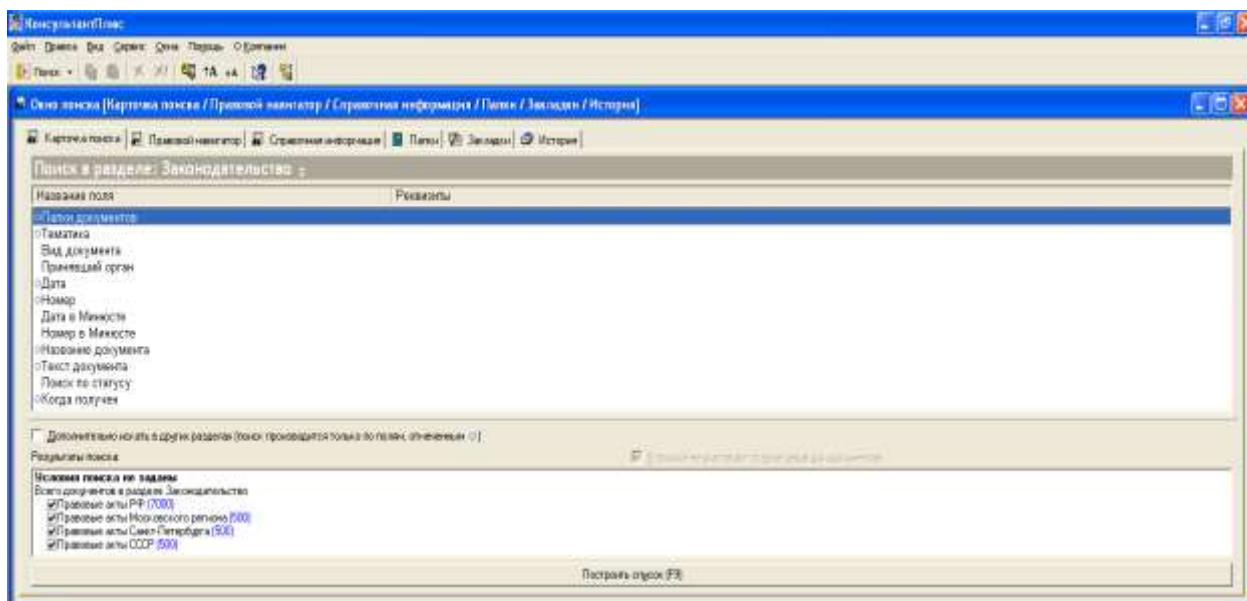 КонсультантПлюс
Файл Правка Вид Сервис Окна Помощь О Компании
Поиск
Окно поиска [Карточка поиска / Правовой навигатор / Справочная информация / Папки / Закладки / История]
Карточка поиска Правовой навигатор Справочная информация Папки Закладки История
Поиск в разделе: Законодательство
Название поля Реквизиты
Папки документов
Тематика
Вид документа
Принявший орган
Дата
Номер
Дата в Минюсте
Номер в Минюсте
Название документа
Текст документа
Поиск по статусу
Когда получен
Дополнительно искать в других разделах (поиск производится только по полям, отмеченным )
Результаты поиска:
Условия поиска не заданы
Всего документов в разделе Законодательство
Правовые акты РФ (7000)
Правовые акты Московского региона (500)
Правовые акты Санкт-Петербурга (500)
Правовые акты СССР (500)
Построить список (F9)